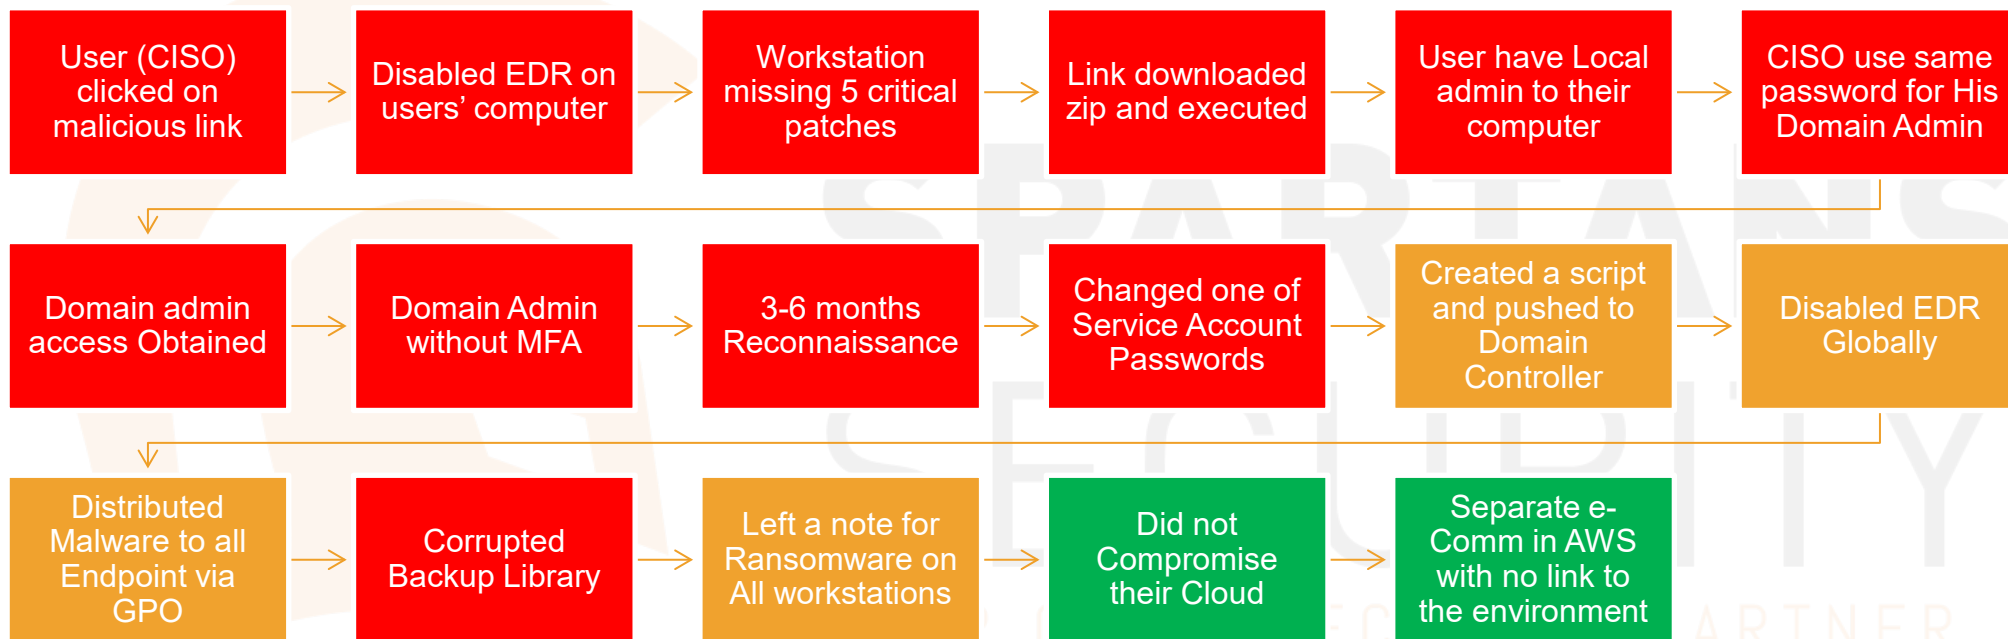 User (CISO)
clicked on
malicious link
Disabled EDR on
users’ computer
Workstation
missing 5 critical
patches
Link downloaded
zip and executed
User have Local
admin to their
computer
CISO use same
password for His
Domain Admin
Domain admin
access Obtained
Domain Admin
without MFA
3-6 months
Reconnaissance
Changed one of
Service Account
Passwords
Created a script
and pushed to
Domain
Controller
Disabled EDR
Globally
Distributed
Malware to all
Endpoint via
GPO
Corrupted
Backup Library
Left a note for
Ransomware on
All workstations
Did not
Compromise
their Cloud
Separate e-
Comm in AWS
with no link to
the environment
SPARTANS
SECURITY
PARTNER